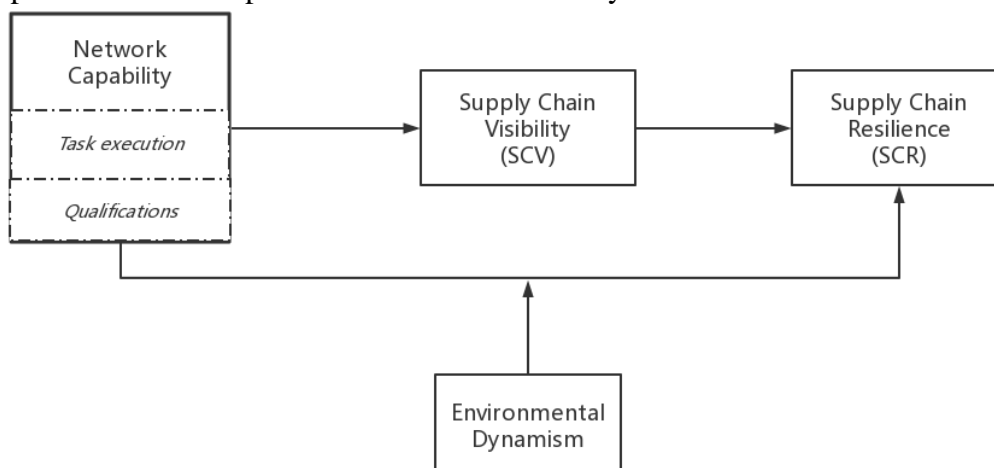 Network
Capability
Task execution
Qualifications
Supply Chain
Visibility
(SCV)
Supply Chain
Resilience
(SCR)
Environmental
Dynamism